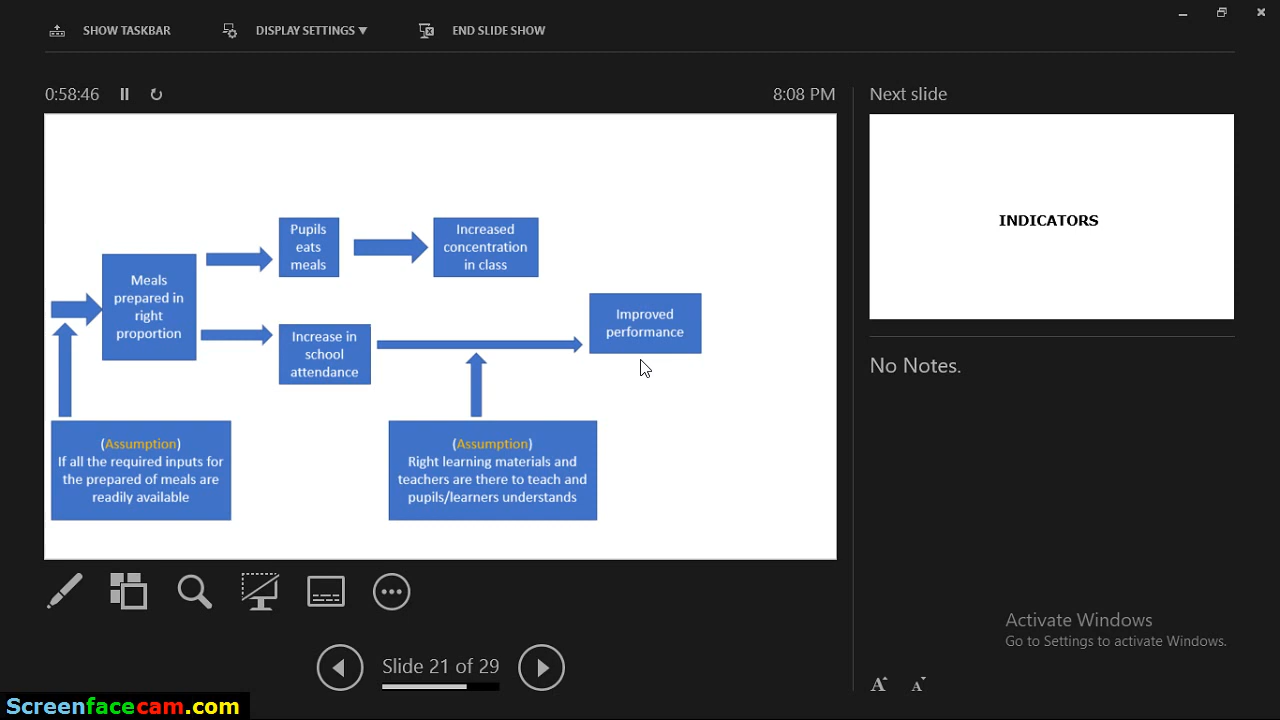 SHOW TASKBAR
DISPLAY SETTINGS ▼
END SLIDE SHOW
0:58:46
8:08 PM
Next slide
Pupils
eats
meals
Increased
concentration
in class
Meals
prepared in
right
proportion
Increase in
school
attendance
Improved
performance
(Assumption)
If all the required inputs for
the prepared of meals are
readily available
(Assumption)
Right learning materials and
teachers are there to teach and
pupils/learners understands
INDICATORS
No Notes.
Activate Windows
Go to Settings to activate Windows.
Slide 21 of 29
A A
Screenfacecam.com